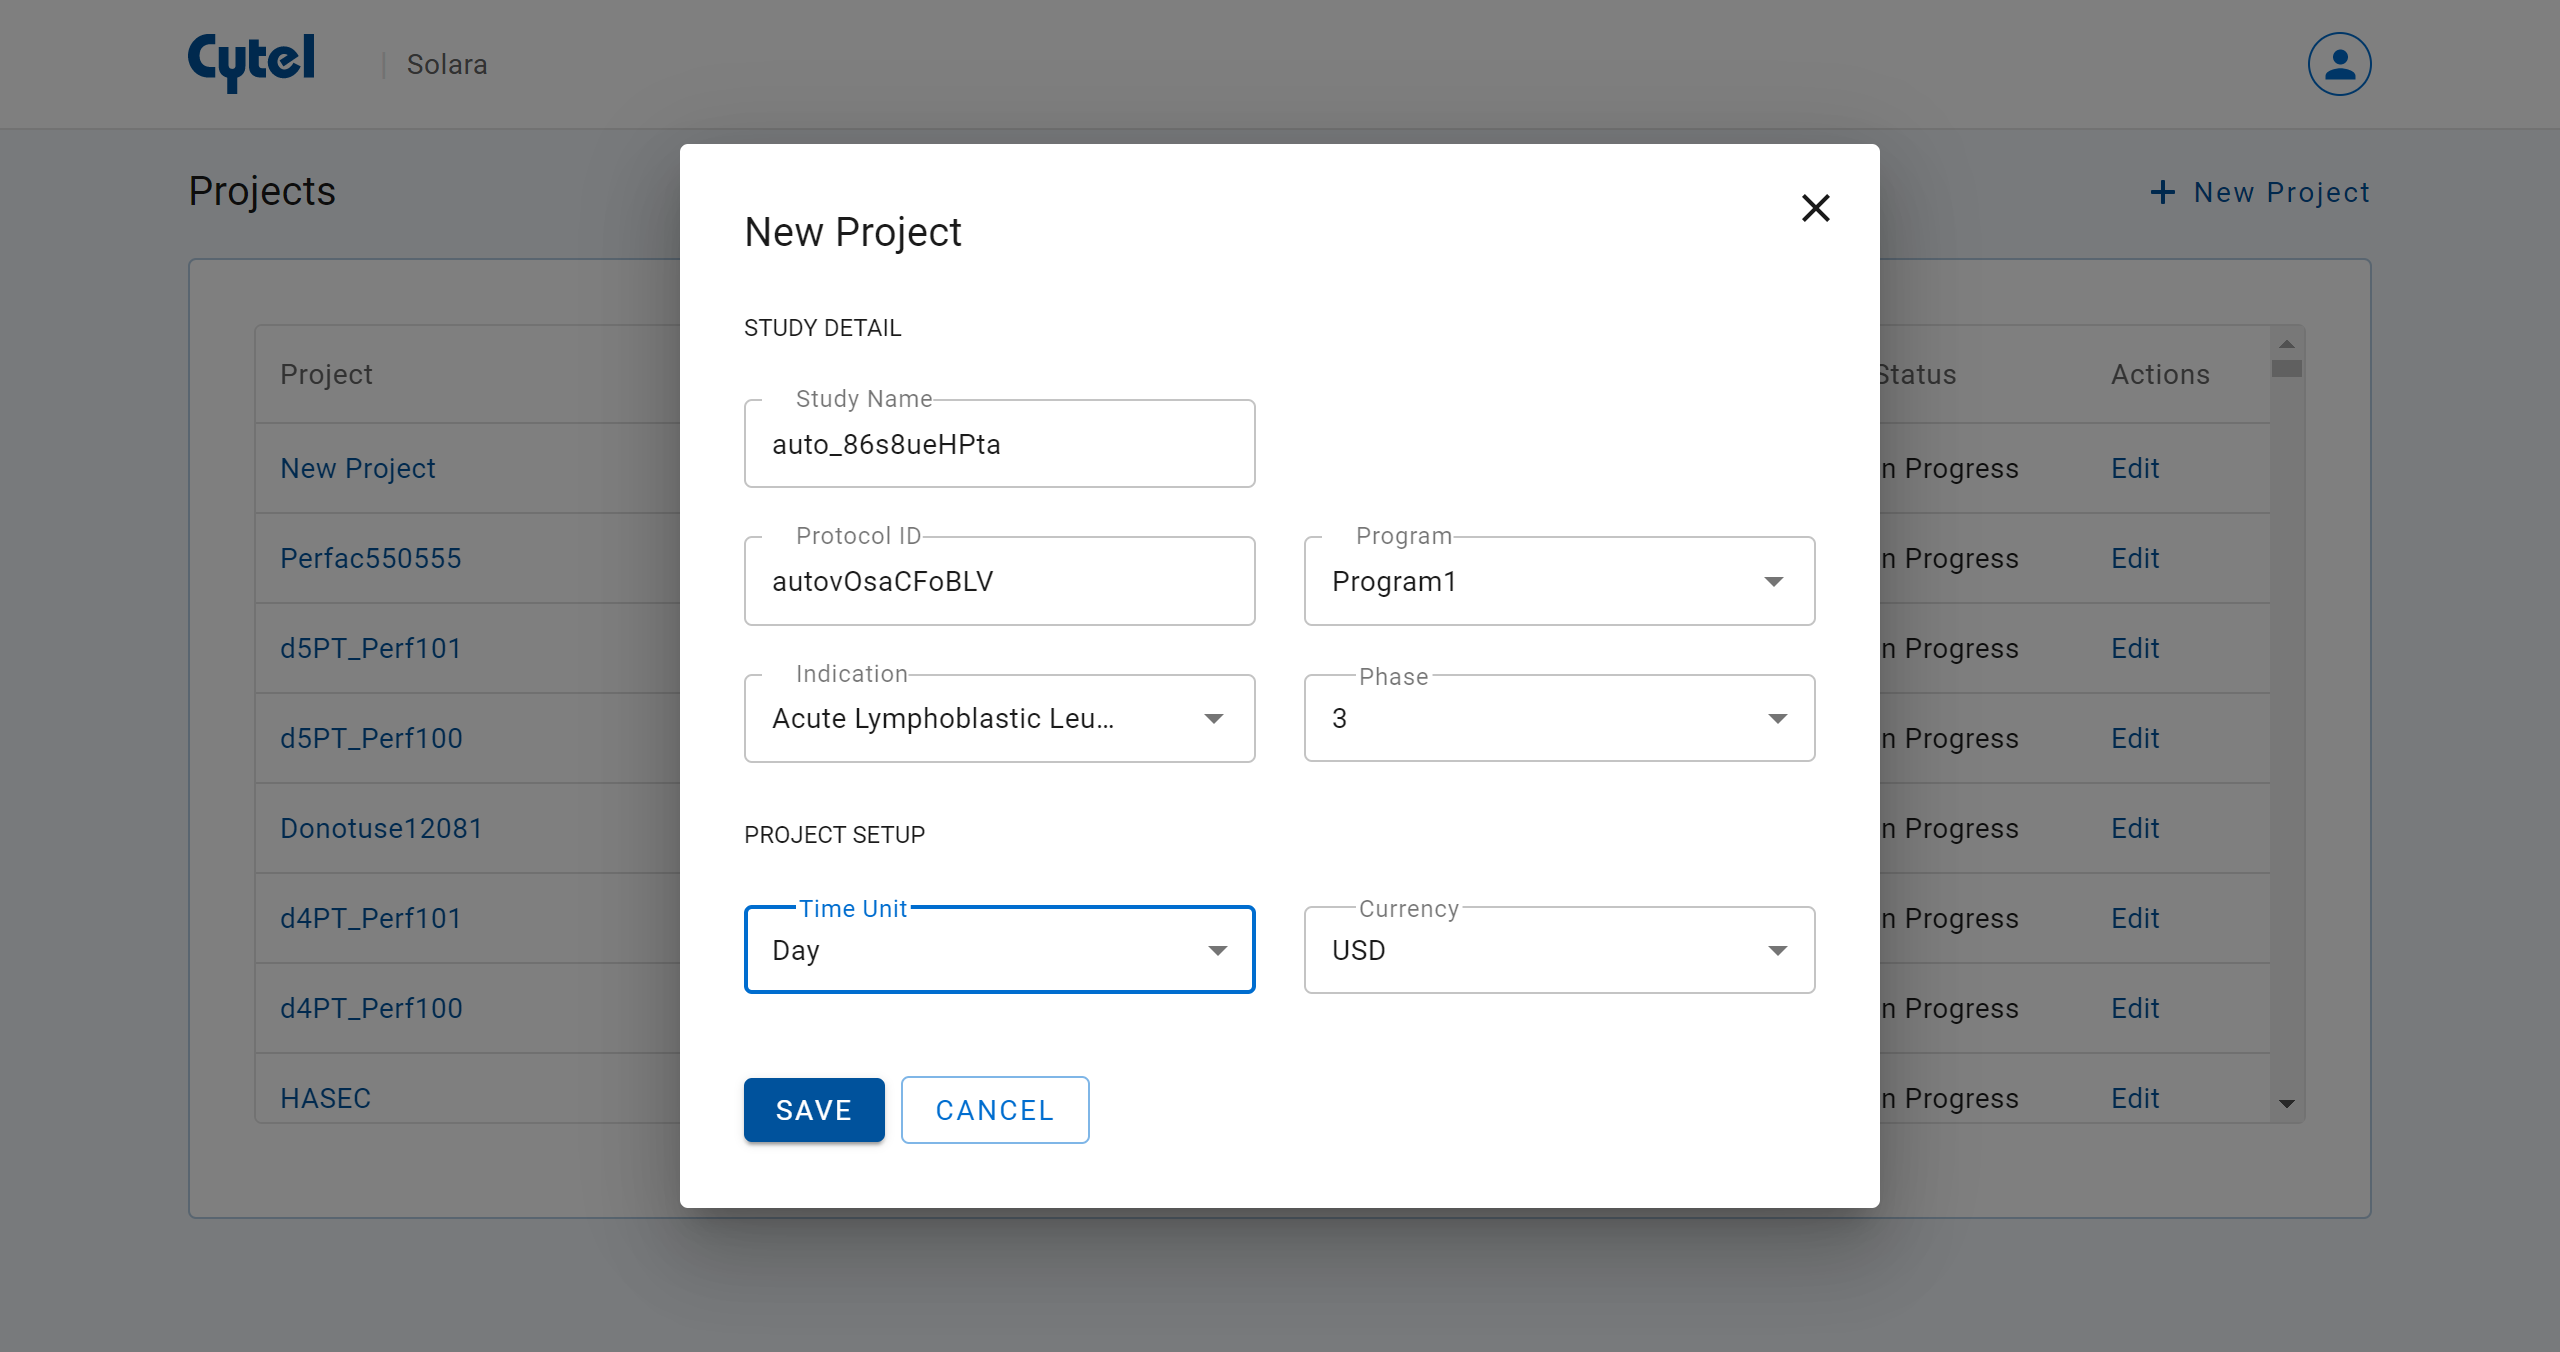 Cytel
Solara
Projects
New Project
Project
Status
Actions
New Project
n Progress
Edit
Perfac550555
n Progress
Edit
d5PT_Perf101
n Progress
Edit
d5PT_Perf100
n Progress
Edit
Donotuse12081
n Progress
Edit
d4PT_Perf101
n Progress
Edit
d4PT_Perf100
n Progress
Edit
HASEC
n Progress
Edit
New Project
STUDY DETAIL
Study Name
auto_86s8ueHPta
Protocol ID
autovOsaCFoBLV
Program
Program1
Indication
Acute Lymphoblastic Leu...
Phase
3
PROJECT SETUP
Time Unit
Day
Currency
USD
SAVE
CANCEL